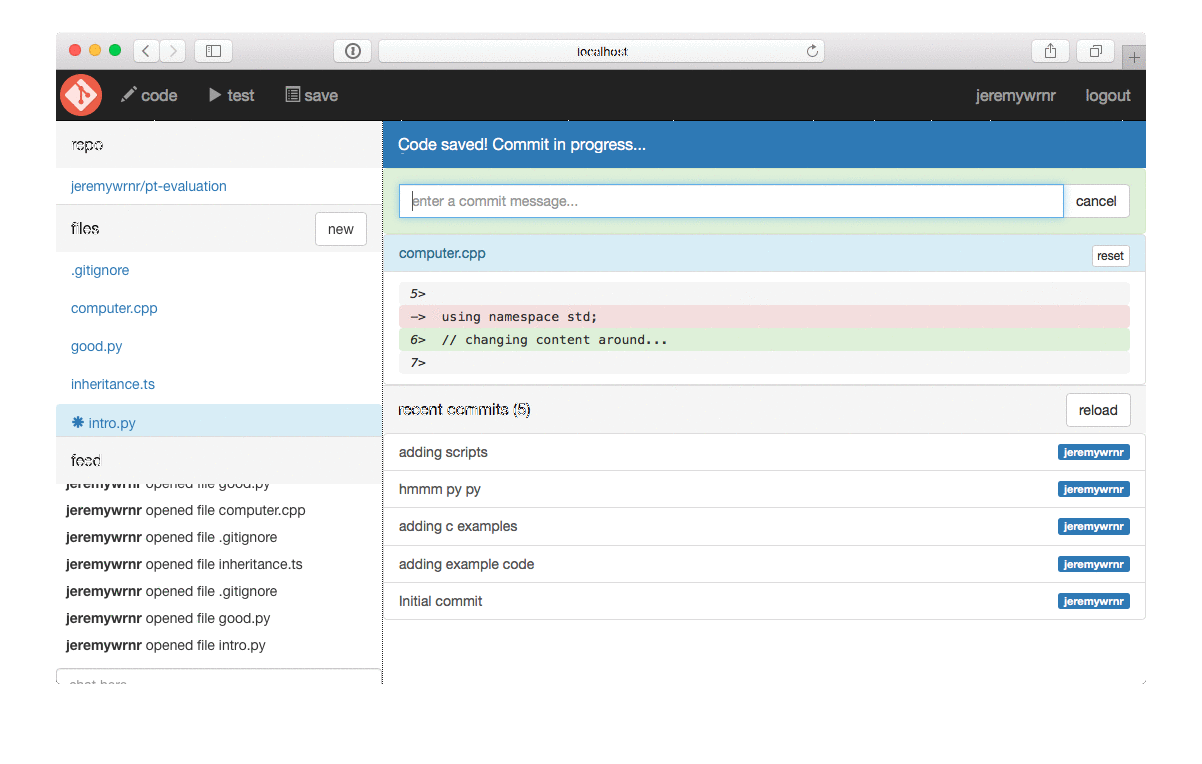 localhost
code test save jeremywrnr logout
repo
jeremywrnr/pt-evaluation
files new
.gitignore
computer.cpp
good.py
inheritance.ts
intro.py
feed
jeremywrnr opened file good.py
jeremywrnr opened file computer.cpp
jeremywrnr opened file .gitignore
jeremywrnr opened file inheritance.ts
jeremywrnr opened file .gitignore
jeremywrnr opened file good.py
jeremywrnr opened file intro.py
chat here
Code saved! Commit in progress...
enter a commit message... cancel
computer.cpp reset
5>
-> using namespace std;
6> // changing content around...
7>
recent commits (5) reload
adding scripts jeremywrnr
hmmm py py jeremywrnr
adding c examples jeremywrnr
adding example code jeremywrnr
Initial commit jeremywrnr